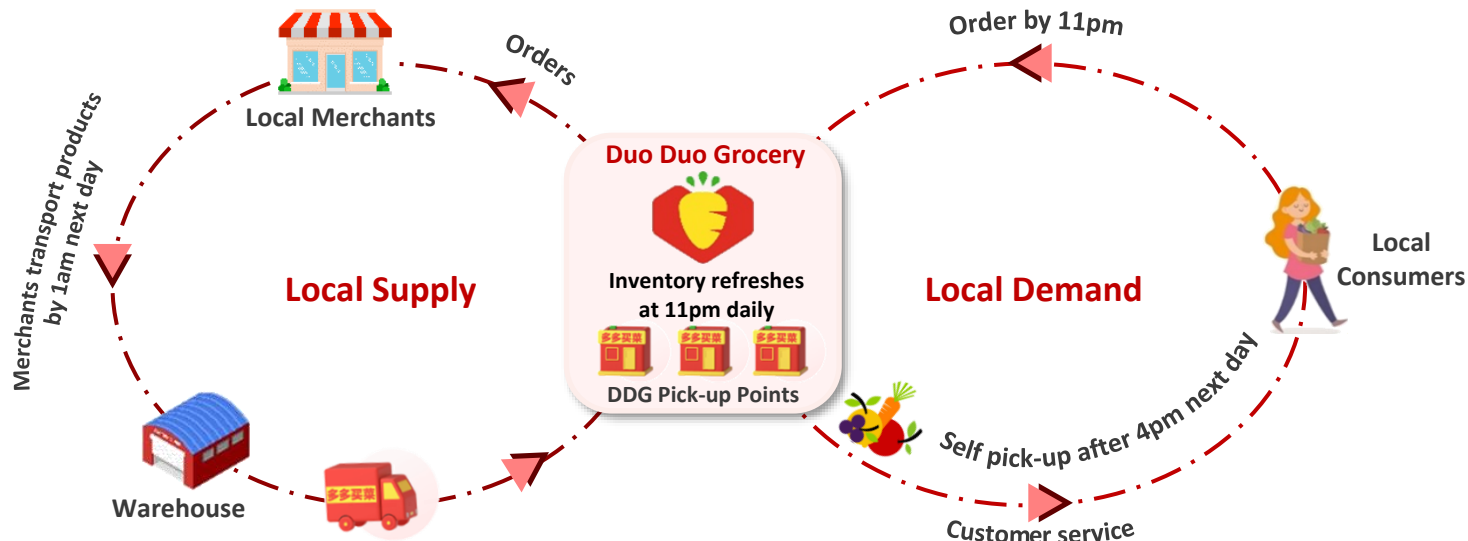 Order by 11pm
Orders
Local Merchants
Merchants transport products
by 1am next day
Duo Duo Grocery
Inventory refreshes
at 11pm daily
多多买菜
多多买菜
多多买菜
DDG Pick-up Points
Local Supply
Local Demand
Local
Consumers
Self pick-up after 4pm next day
Warehouse
多多买菜
Customer service